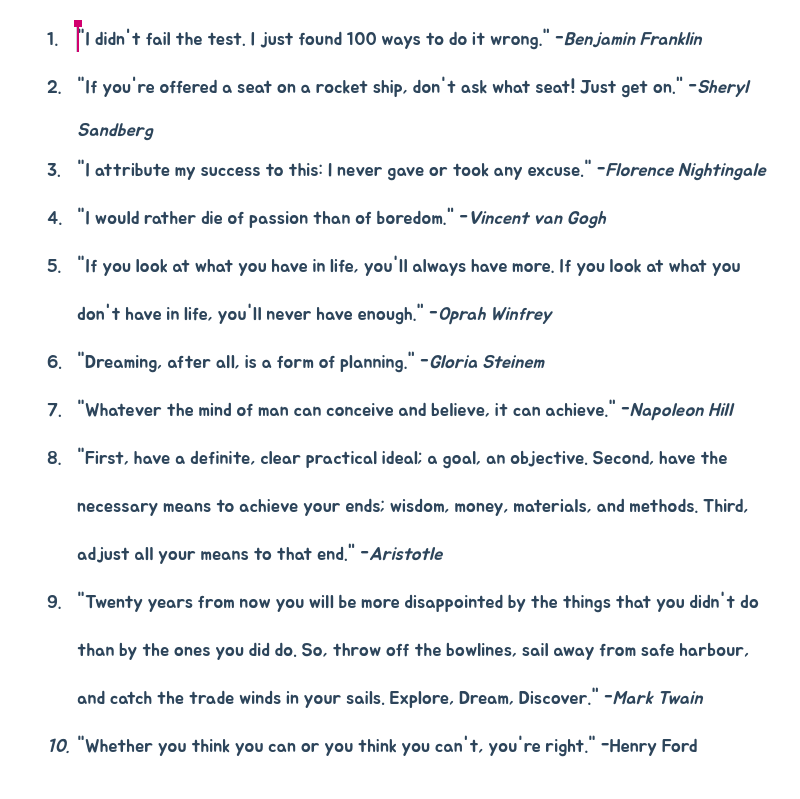 1. "I didn't fail the test. I just found 100 ways to do it wrong." –Benjamin Franklin
2. "If you're offered a seat on a rocket ship, don't ask what seat! Just get on." –Sheryl
Sandberg
3. "I attribute my success to this: I never gave or took any excuse." –Florence Nightingale
4. "I would rather die of passion than of boredom." –Vincent van Gogh
5. "If you look at what you have in life, you'll always have more. If you look at what you
don't have in life, you'll never have enough." –Oprah Winfrey
6. "Dreaming, after all, is a form of planning." –Gloria Steinem
7. "Whatever the mind of man can conceive and believe, it can achieve." –Napoleon Hill
8. "First, have a definite, clear practical ideal; a goal, an objective. Second, have the
necessary means to achieve your ends; wisdom, money, materials, and methods. Third,
adjust all your means to that end." –Aristotle
9. "Twenty years from now you will be more disappointed by the things that you didn't do
than by the ones you did do. So, throw off the bowlines, sail away from safe harbour,
and catch the trade winds in your sails. Explore, Dream, Discover." –Mark Twain
10. "Whether you think you can or you think you can't, you're right." –Henry Ford